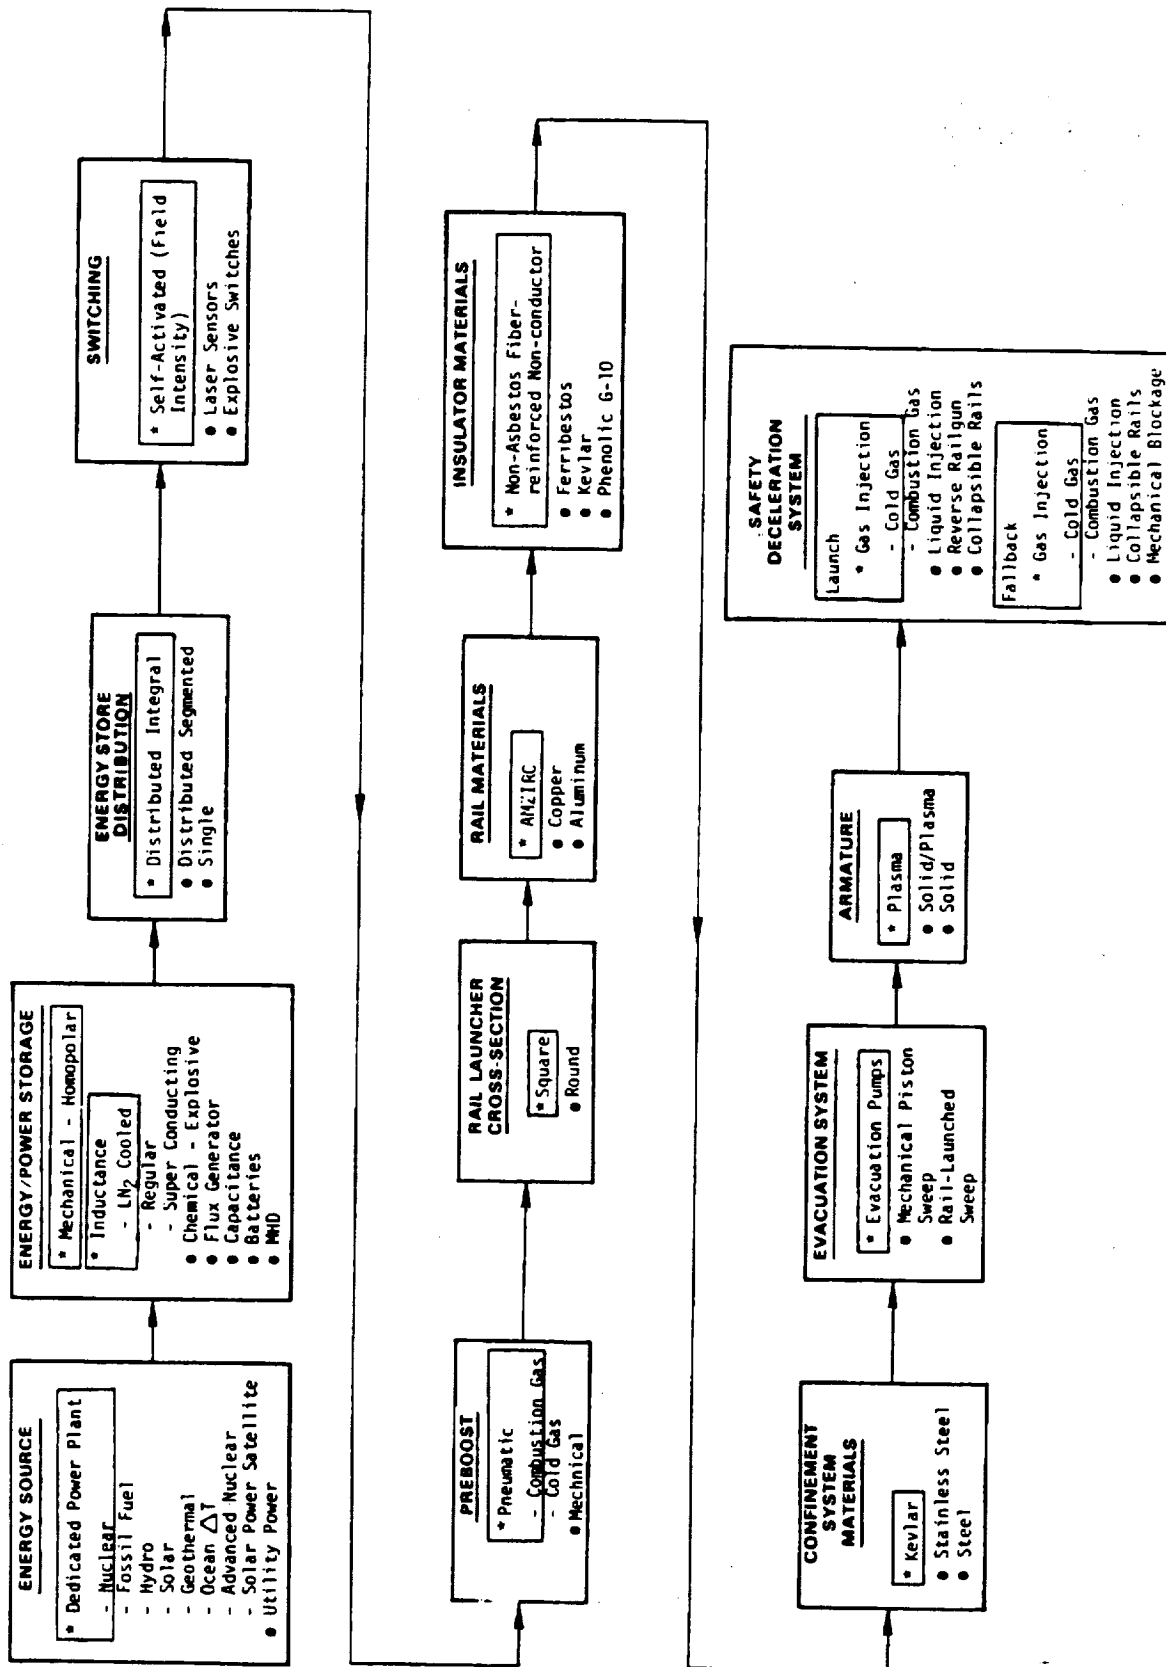 ENERGY SOURCE
* Dedicated Power Plant
- Nuclear
- Fossil Fuel
- Hydro
- Solar
- Geothermal
- Ocean △T
- Advanced Nuclear
- Solar Power Satellite
● Utility Power
ENERGY/POWER STORAGE
* Mechanical - Homopolar
* Inductance
- LN2 Cooled
- Regular
- Super Conducting
● Chemical - Explosive
● Flux Generator
● Capacitance
● Batteries
● MHD
ENERGY STORE
DISTRIBUTION
* Distributed Integral
● Distributed Segmented
● Single
SWITCHING
* Self-Activated (Field
Intensity)
● Laser Sensors
● Explosive Switches
PREBOOST
* Pneumatic
- Combustion Gas
- Cold Gas
● Mechnical
RAIL LAUNCHER
CROSS-SECTION
* Square
● Round
RAIL MATERIALS
* AMZIRC
● Copper
● Aluminum
INSULATOR MATERIALS
* Non-Asbestos Fiber-
reinforced Non-conductor
● Ferribestos
● Kevlar
● Phenolic G-10
CONFINEMENT
SYSTEM
MATERIALS
* Kevlar
● Stainless Steel
● Steel
EVACUATION SYSTEM
* Evacuation Pumps
● Mechanical Piston
Sweep
● Rail-Launched
Sweep
ARMATURE
* Plasma
● Solid/Plasma
● Solid
SAFETY
DECELERATION
SYSTEM
Launch
* Gas Injection
- Cold Gas
- Combustion Gas
● Liquid Injection
● Reverse Railgun
● Collapsible Rails
Fallback
* Gas Injection
- Cold Gas
- Combustion Gas
● Liquid Injection
● Collapsible Rails
● Mechanical Blockage